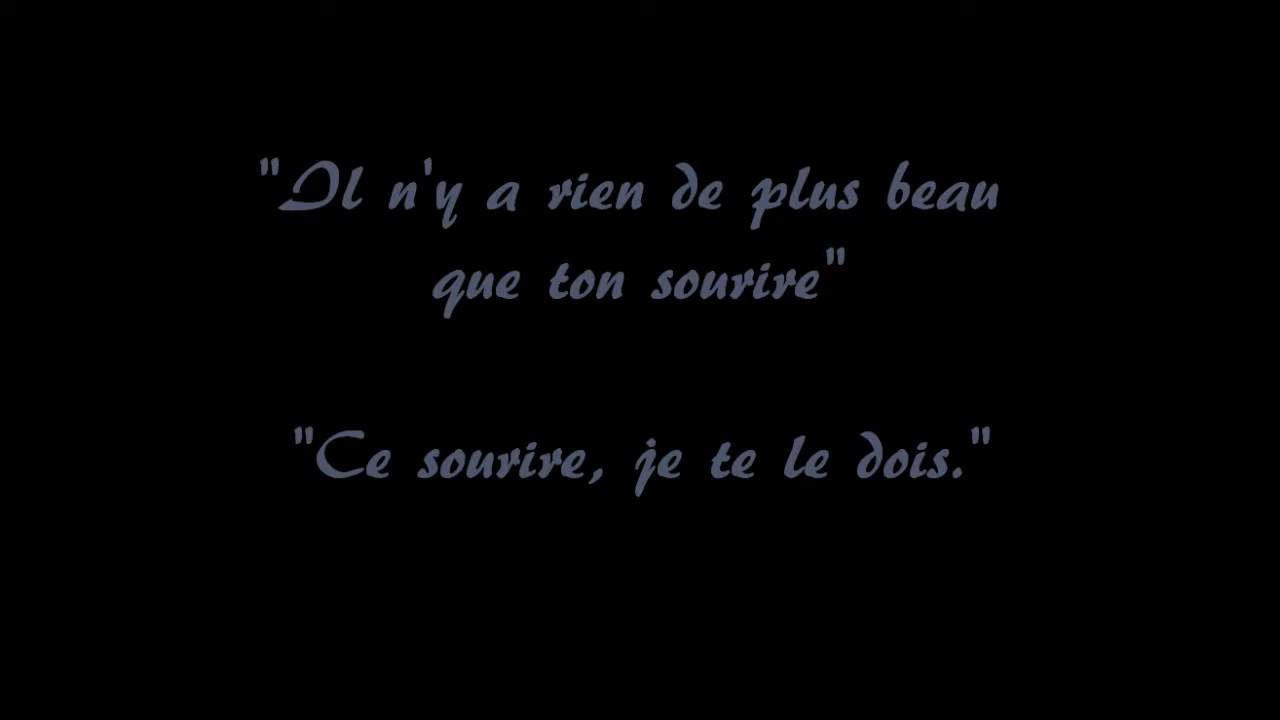 "Il n'y a rien de plus beau
que ton sourire"
"Ce sourire, je te le dois."